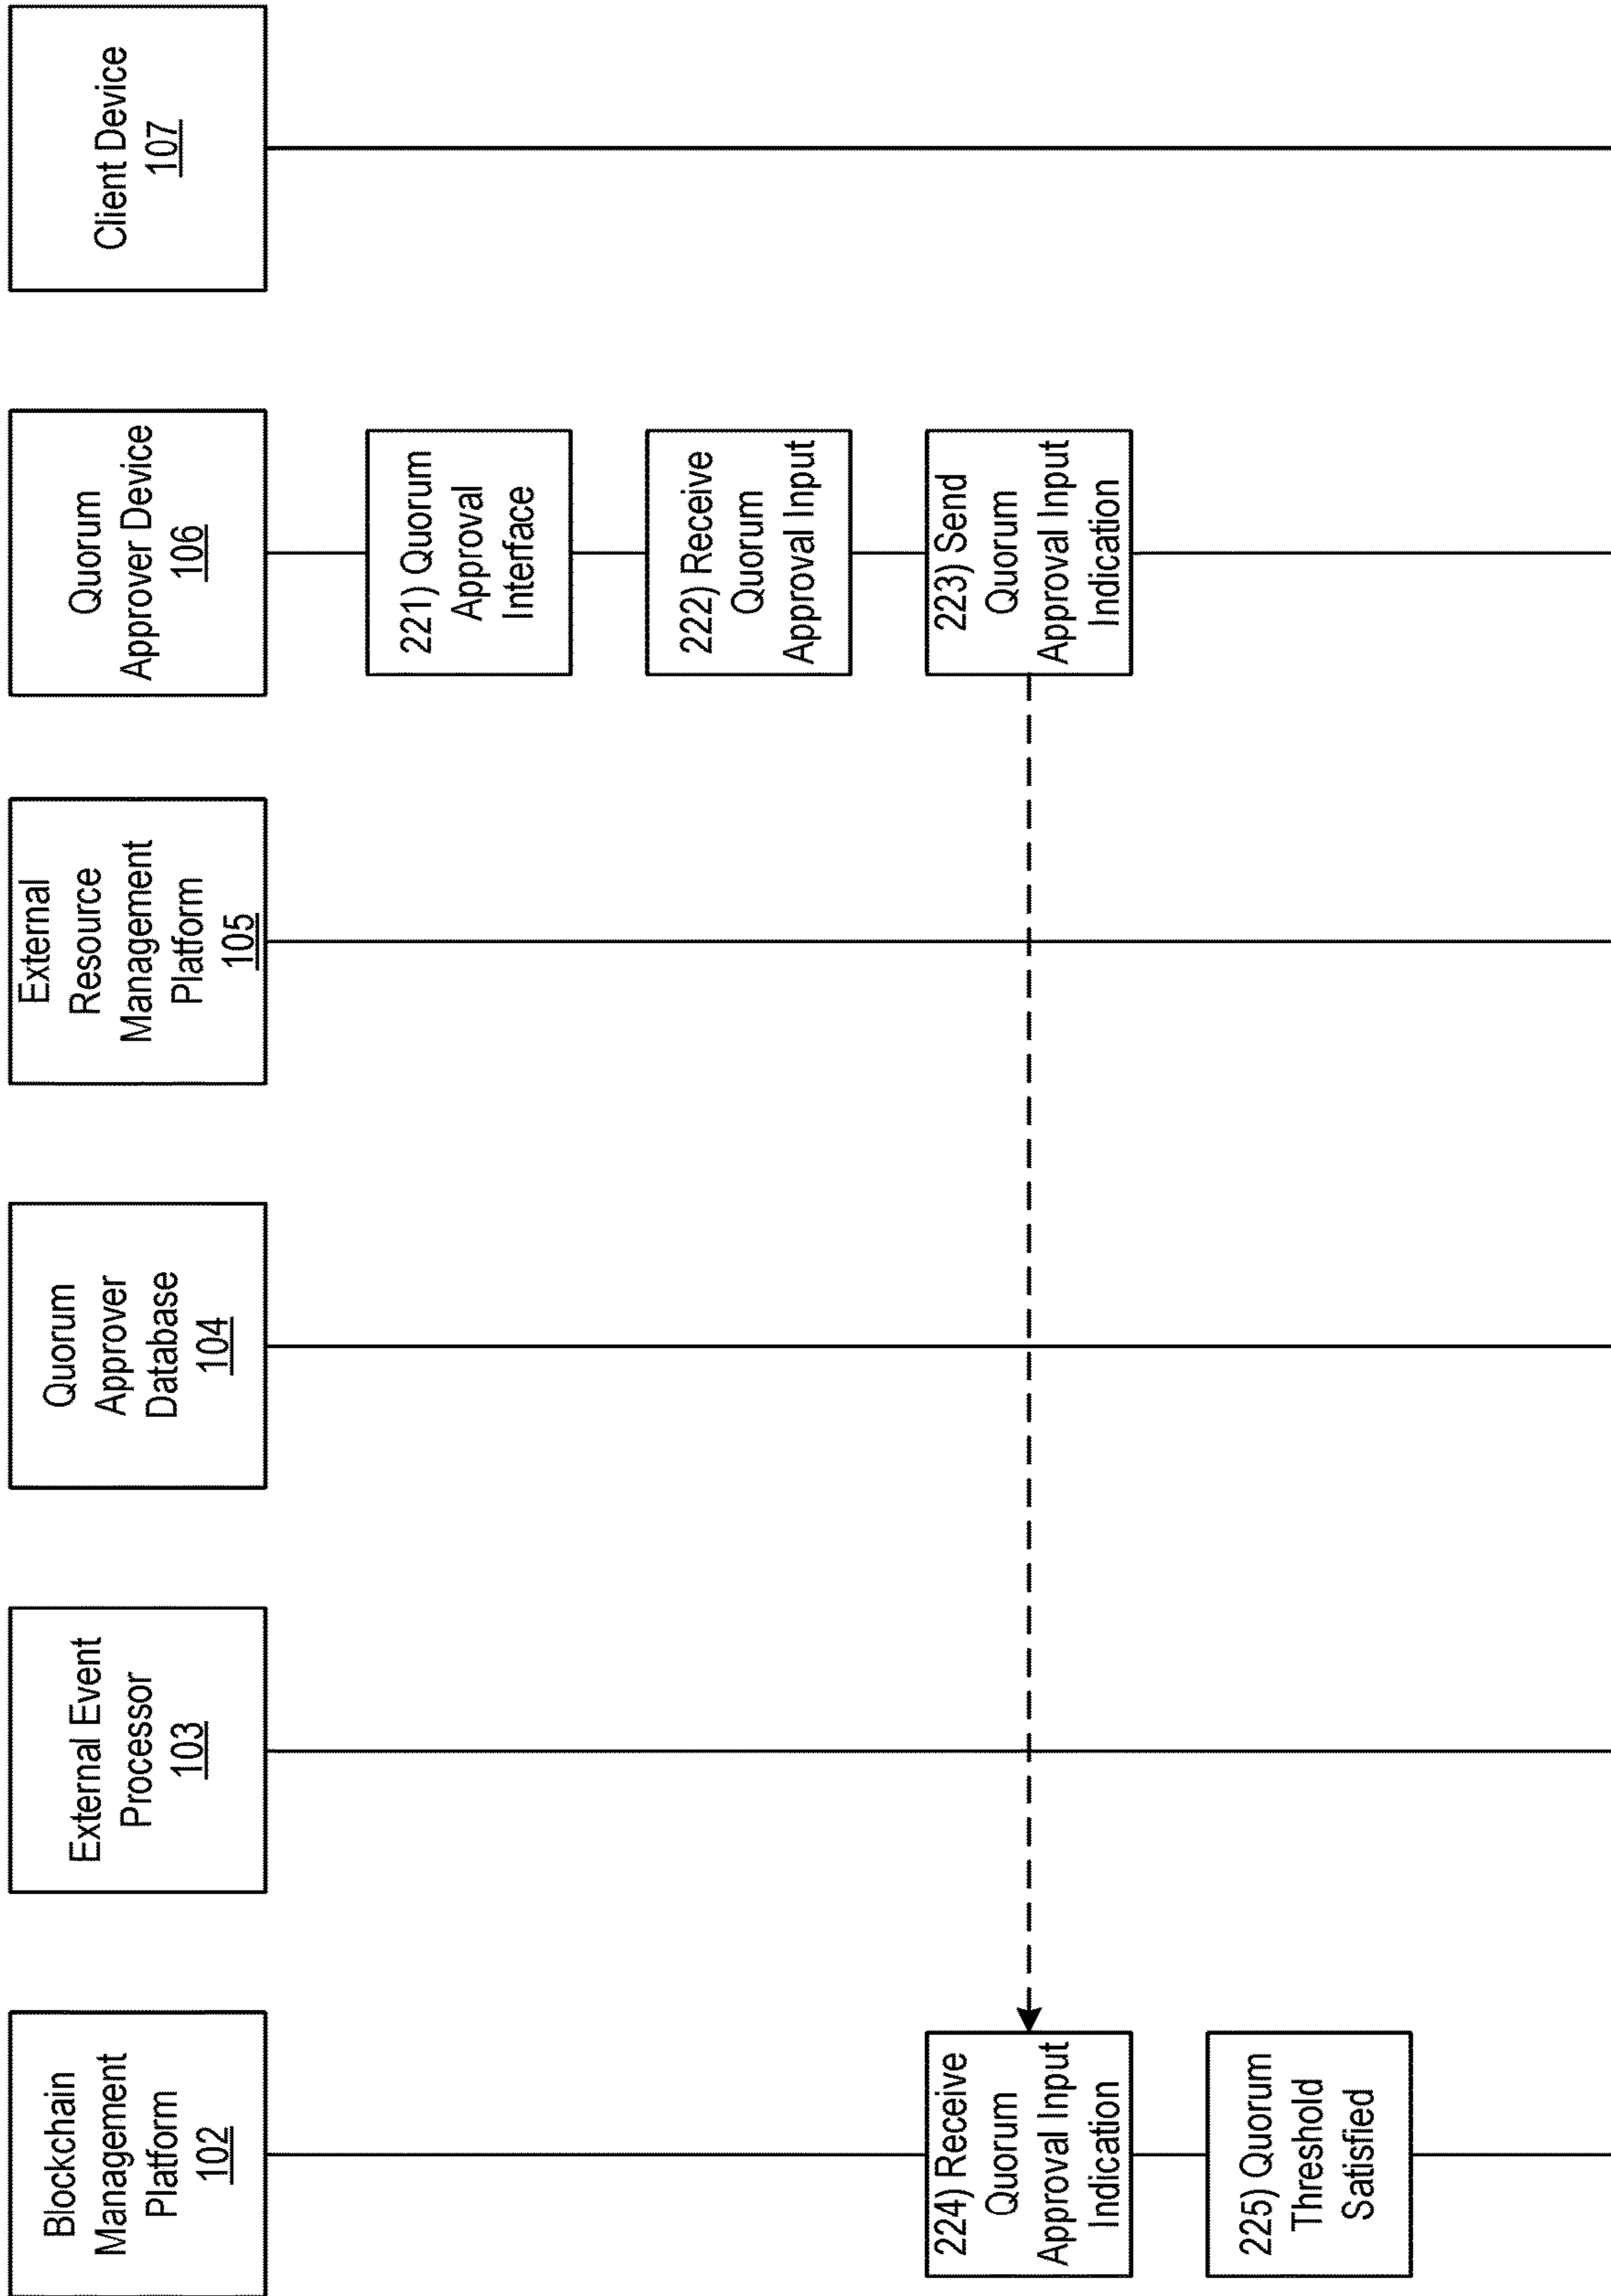 Blockchain
Management
Platform
102
External Event
Processor
103
Quorum
Approver
Database
104
External
Resource
Management
Platform
105
Quorum
Approver Device
106
Client Device
107
221) Quorum
Approval
Interface
222) Receive
Quorum
Approval Input
223) Send
Quorum
Approval Input
Indication
224) Receive
Quorum
Approval Input
Indication
225) Quorum
Threshold
Satisfied